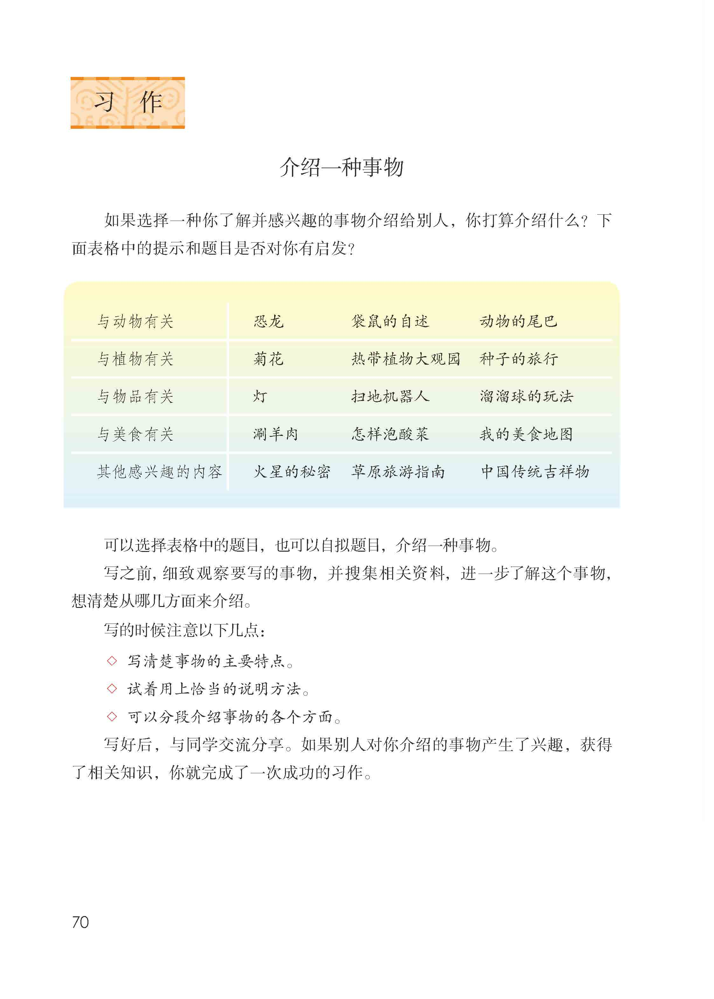 习 作
介绍一种事物
如果选择一种你了解并感兴趣的事物介绍给别人，你打算介绍什么？下
面表格中的提示和题目是否对你有启发？
与动物有关 恐龙 袋鼠的自述 动物的尾巴
与植物有关 菊花 热带植物大观园 种子的旅行
与物品有关 灯 扫地机器人 溜溜球的玩法
与美食有关 涮羊肉 怎样泡酸菜 我的美食地图
其他感兴趣的内容 火星的秘密 草原旅游指南 中国传统吉祥物
可以选择表格中的题目，也可以自拟题目，介绍一种事物。
写之前，细致观察要写的事物，并搜集相关资料，进一步了解这个事物，
想清楚从哪几方面来介绍。
写的时候注意以下几点：
◇ 写清楚事物的主要特点。
◇ 试着用上恰当的说明方法。
◇ 可以分段介绍事物的各个方面。
写好后，与同学交流分享。如果别人对你介绍的事物产生了兴趣，获得
了相关知识，你就完成了一次成功的习作。
70